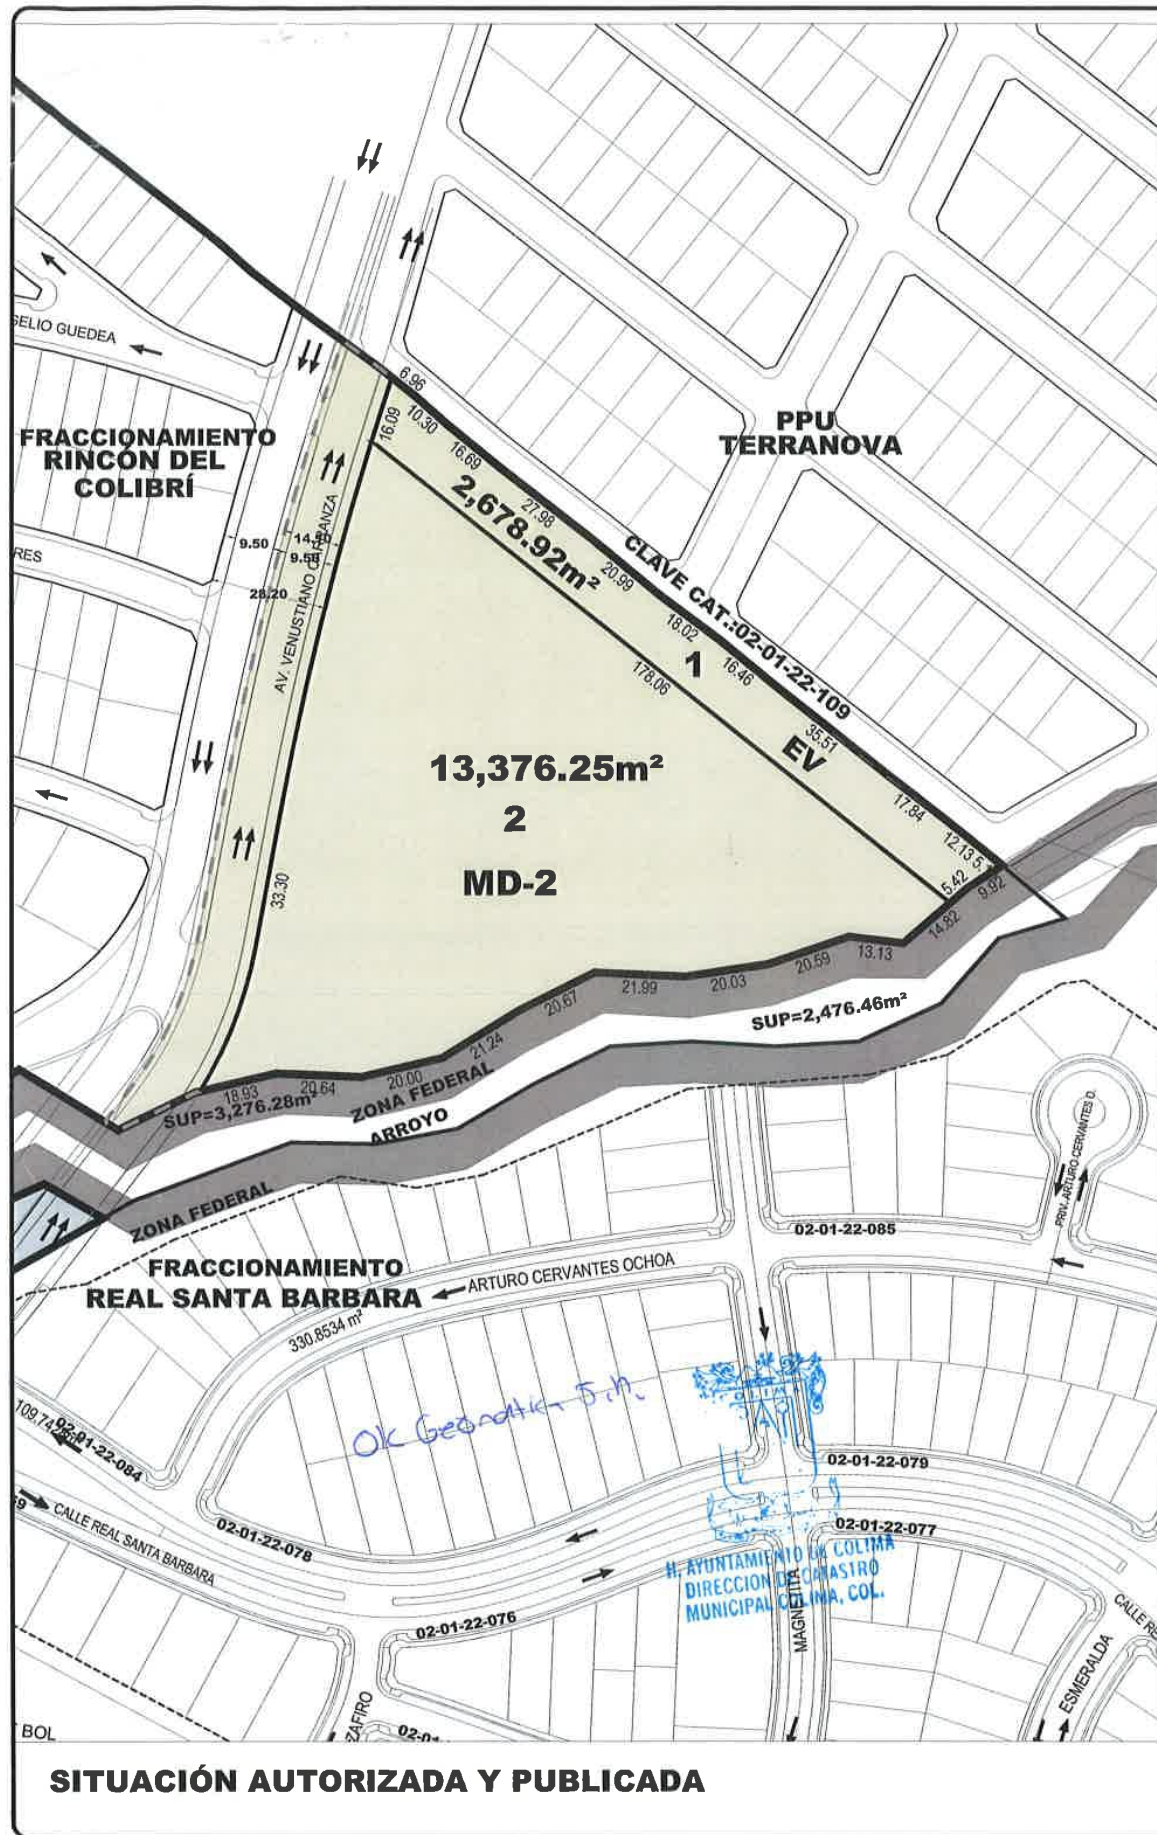 SELIO GUEDEA
FRACCIONAMIENTO
RINCÓN DEL
COLIBRÍ
RES
PPU
TERRANOVA
6.96
10.30
16.69
27.98
20.99
18.02
16.46
35.51
17.84
12.13
5.42
9.92
14.82
16.09
2,678.92m²
CLAVE CAT.:02-01-22-109
1
EV
178.06
9.50
9.50
28.20
AV. VENUSTIANO CARRANZA
13,376.25m²
2
MD-2
33.30
13.13
20.59
20.03
21.99
20.67
21.24
20.00
20.64
18.93
SUP=2,476.46m²
SUP=3,276.28m²
ZONA FEDERAL
ARROYO
ZONA FEDERAL
PRIV. ARTURO CERVANTES O.
02-01-22-085
FRACCIONAMIENTO
REAL SANTA BARBARA
ARTURO CERVANTES OCHOA
330.8534 m²
02-01-22-084
02-01-22-079
02-01-22-077
CALLE REAL SANTA BARBARA
02-01-22-078
H. AYUNTAMIENTO DE COLIMA
DIRECCION DE CATASTRO
MUNICIPAL COLIMA, COL.
02-01-22-076
MAGNETITA
CALLE RE
ESMERALDA
ZAFIRO
BOL
SITUACIÓN AUTORIZADA Y PUBLICADA